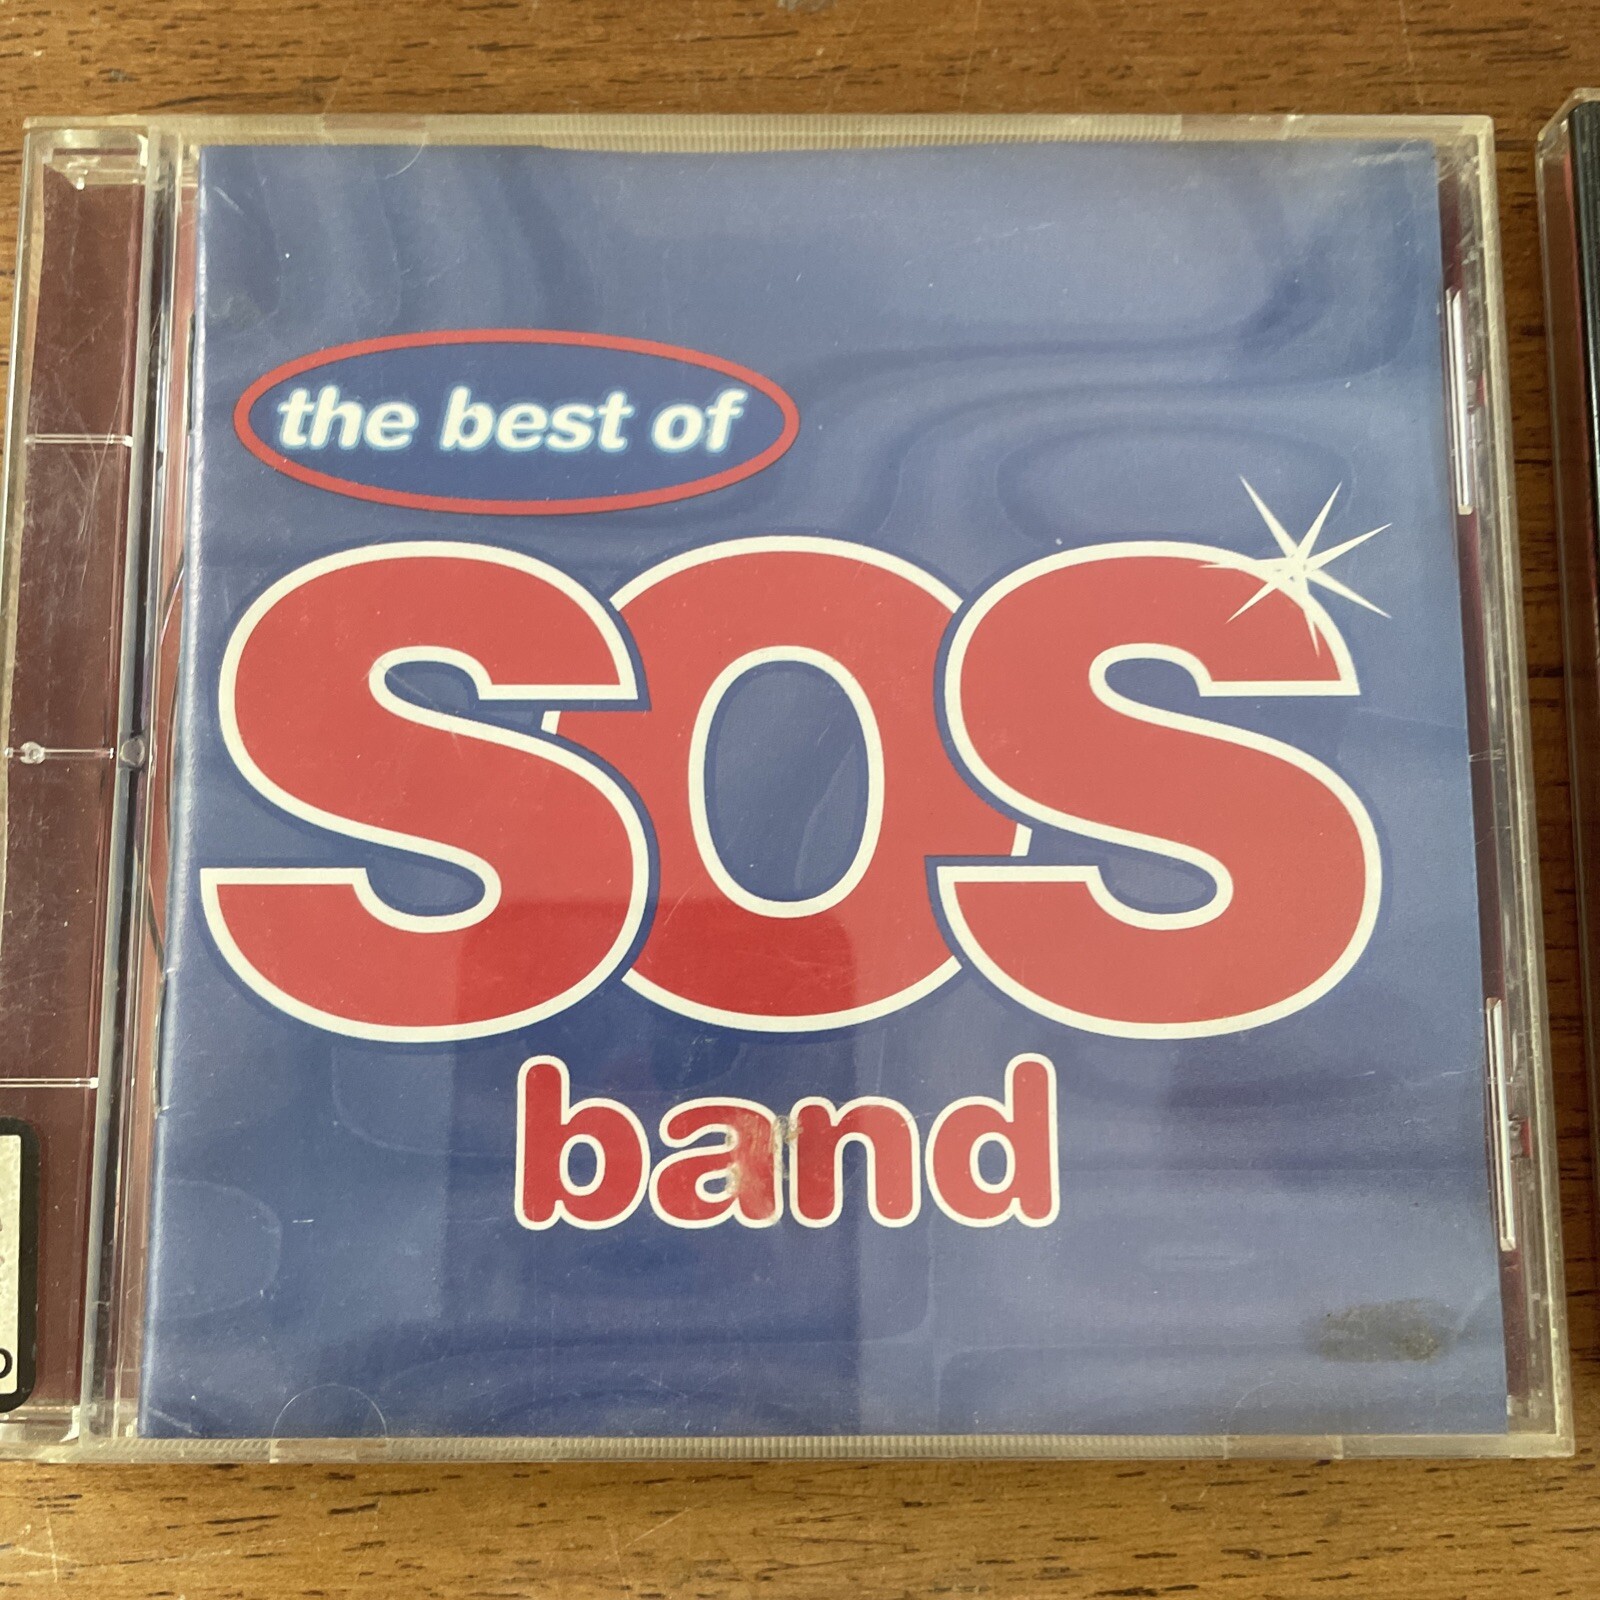 the best of
SOS
band